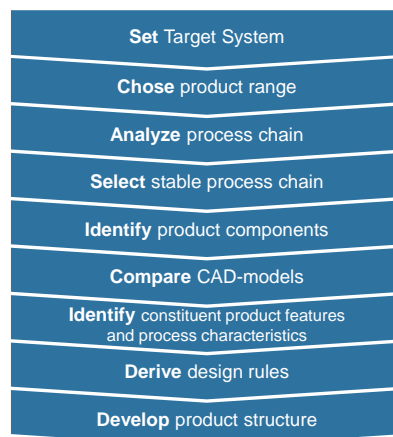 Set Target System
Chose product range
Analyze process chain
Select stable process chain
Identify product components
Compare CAD-models
Identify constituent product features
and process characteristics
Derive design rules
Develop product structure